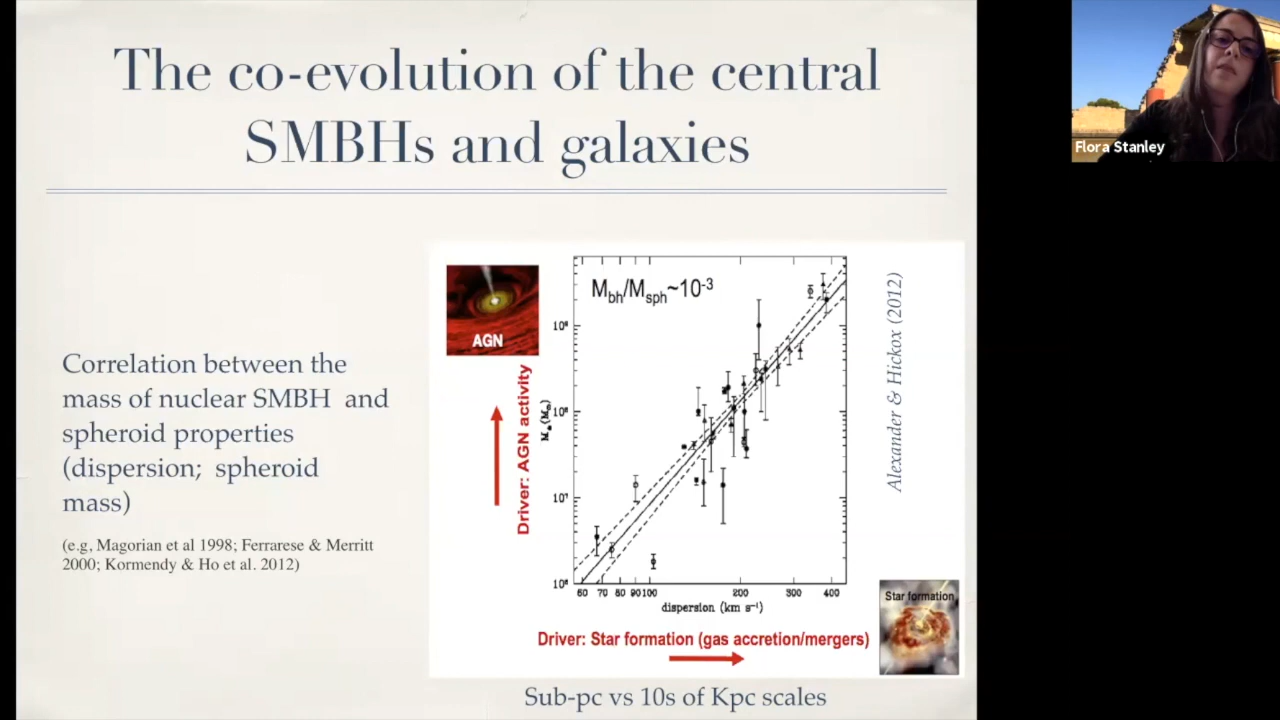 The co-evolution of the central
SMBHs and galaxies
Flora Stanley
Correlation between the
mass of nuclear SMBH and
spheroid properties
(dispersion; spheroid
mass)
(e.g, Magorian et al 1998; Ferrarese & Merritt
2000; Kormendy & Ho et al. 2012)
AGN
Driver: AGN activity
Mbh/Msph~10-3
M•(M⊙)
10⁹
10⁸
10⁷
10⁶
60 70 80 90 100 200 300 400
dispersion (km s⁻¹)
Alexander & Hickox (2012)
Star formation
Driver: Star formation (gas accretion/mergers)
Sub-pc vs 10s of Kpc scales